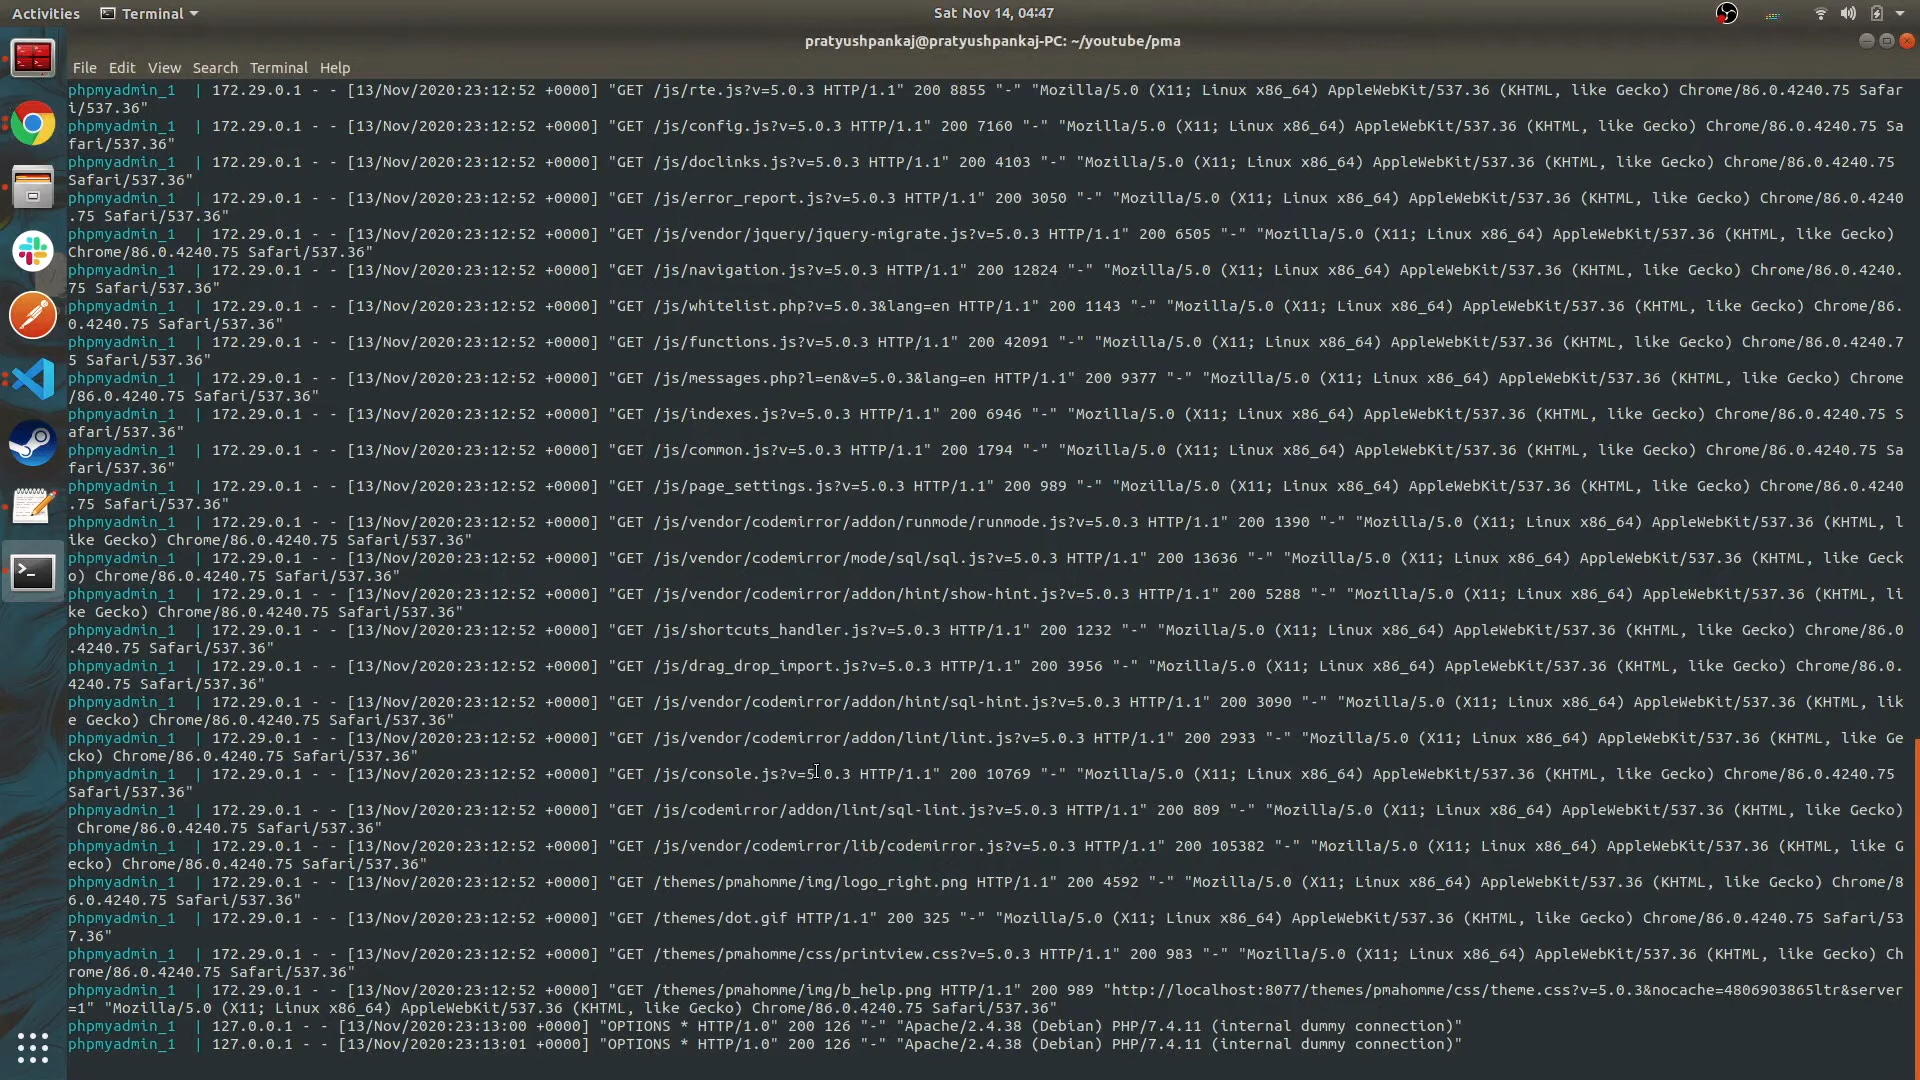 Activities Terminal Sat Nov 14, 04:47
pratyushpankaj@pratyushpankaj-PC: ~/youtube/pma
File Edit View Search Terminal Help
phpmyadmin_1  | 172.29.0.1 - - [13/Nov/2020:23:12:52 +0000] "GET /js/rte.js?v=5.0.3 HTTP/1.1" 200 8855 "-" "Mozilla/5.0 (X11; Linux x86_64) AppleWebKit/537.36 (KHTML, like Gecko) Chrome/86.0.4240.75 Safar
i/537.36"
phpmyadmin_1  | 172.29.0.1 - - [13/Nov/2020:23:12:52 +0000] "GET /js/config.js?v=5.0.3 HTTP/1.1" 200 7160 "-" "Mozilla/5.0 (X11; Linux x86_64) AppleWebKit/537.36 (KHTML, like Gecko) Chrome/86.0.4240.75 Sa
fari/537.36"
phpmyadmin_1  | 172.29.0.1 - - [13/Nov/2020:23:12:52 +0000] "GET /js/doclinks.js?v=5.0.3 HTTP/1.1" 200 4103 "-" "Mozilla/5.0 (X11; Linux x86_64) AppleWebKit/537.36 (KHTML, like Gecko) Chrome/86.0.4240.75
Safari/537.36"
phpmyadmin_1  | 172.29.0.1 - - [13/Nov/2020:23:12:52 +0000] "GET /js/error_report.js?v=5.0.3 HTTP/1.1" 200 3050 "-" "Mozilla/5.0 (X11; Linux x86_64) AppleWebKit/537.36 (KHTML, like Gecko) Chrome/86.0.4240
.75 Safari/537.36"
phpmyadmin_1  | 172.29.0.1 - - [13/Nov/2020:23:12:52 +0000] "GET /js/vendor/jquery/jquery-migrate.js?v=5.0.3 HTTP/1.1" 200 6505 "-" "Mozilla/5.0 (X11; Linux x86_64) AppleWebKit/537.36 (KHTML, like Gecko)
Chrome/86.0.4240.75 Safari/537.36"
phpmyadmin_1  | 172.29.0.1 - - [13/Nov/2020:23:12:52 +0000] "GET /js/navigation.js?v=5.0.3 HTTP/1.1" 200 12824 "-" "Mozilla/5.0 (X11; Linux x86_64) AppleWebKit/537.36 (KHTML, like Gecko) Chrome/86.0.4240.
75 Safari/537.36"
phpmyadmin_1  | 172.29.0.1 - - [13/Nov/2020:23:12:52 +0000] "GET /js/whitelist.php?v=5.0.3&lang=en HTTP/1.1" 200 1143 "-" "Mozilla/5.0 (X11; Linux x86_64) AppleWebKit/537.36 (KHTML, like Gecko) Chrome/86.
0.4240.75 Safari/537.36"
phpmyadmin_1  | 172.29.0.1 - - [13/Nov/2020:23:12:52 +0000] "GET /js/functions.js?v=5.0.3 HTTP/1.1" 200 42091 "-" "Mozilla/5.0 (X11; Linux x86_64) AppleWebKit/537.36 (KHTML, like Gecko) Chrome/86.0.4240.7
5 Safari/537.36"
phpmyadmin_1  | 172.29.0.1 - - [13/Nov/2020:23:12:52 +0000] "GET /js/messages.php?l=en&v=5.0.3&lang=en HTTP/1.1" 200 9377 "-" "Mozilla/5.0 (X11; Linux x86_64) AppleWebKit/537.36 (KHTML, like Gecko) Chrome
/86.0.4240.75 Safari/537.36"
phpmyadmin_1  | 172.29.0.1 - - [13/Nov/2020:23:12:52 +0000] "GET /js/indexes.js?v=5.0.3 HTTP/1.1" 200 6946 "-" "Mozilla/5.0 (X11; Linux x86_64) AppleWebKit/537.36 (KHTML, like Gecko) Chrome/86.0.4240.75 S
afari/537.36"
phpmyadmin_1  | 172.29.0.1 - - [13/Nov/2020:23:12:52 +0000] "GET /js/common.js?v=5.0.3 HTTP/1.1" 200 1794 "-" "Mozilla/5.0 (X11; Linux x86_64) AppleWebKit/537.36 (KHTML, like Gecko) Chrome/86.0.4240.75 Sa
fari/537.36"
phpmyadmin_1  | 172.29.0.1 - - [13/Nov/2020:23:12:52 +0000] "GET /js/page_settings.js?v=5.0.3 HTTP/1.1" 200 989 "-" "Mozilla/5.0 (X11; Linux x86_64) AppleWebKit/537.36 (KHTML, like Gecko) Chrome/86.0.4240
.75 Safari/537.36"
phpmyadmin_1  | 172.29.0.1 - - [13/Nov/2020:23:12:52 +0000] "GET /js/vendor/codemirror/addon/runmode/runmode.js?v=5.0.3 HTTP/1.1" 200 1390 "-" "Mozilla/5.0 (X11; Linux x86_64) AppleWebKit/537.36 (KHTML, l
ike Gecko) Chrome/86.0.4240.75 Safari/537.36"
phpmyadmin_1  | 172.29.0.1 - - [13/Nov/2020:23:12:52 +0000] "GET /js/vendor/codemirror/mode/sql/sql.js?v=5.0.3 HTTP/1.1" 200 13636 "-" "Mozilla/5.0 (X11; Linux x86_64) AppleWebKit/537.36 (KHTML, like Geck
o) Chrome/86.0.4240.75 Safari/537.36"
phpmyadmin_1  | 172.29.0.1 - - [13/Nov/2020:23:12:52 +0000] "GET /js/vendor/codemirror/addon/hint/show-hint.js?v=5.0.3 HTTP/1.1" 200 5288 "-" "Mozilla/5.0 (X11; Linux x86_64) AppleWebKit/537.36 (KHTML, li
ke Gecko) Chrome/86.0.4240.75 Safari/537.36"
phpmyadmin_1  | 172.29.0.1 - - [13/Nov/2020:23:12:52 +0000] "GET /js/shortcuts_handler.js?v=5.0.3 HTTP/1.1" 200 1232 "-" "Mozilla/5.0 (X11; Linux x86_64) AppleWebKit/537.36 (KHTML, like Gecko) Chrome/86.0
.4240.75 Safari/537.36"
phpmyadmin_1  | 172.29.0.1 - - [13/Nov/2020:23:12:52 +0000] "GET /js/drag_drop_import.js?v=5.0.3 HTTP/1.1" 200 3956 "-" "Mozilla/5.0 (X11; Linux x86_64) AppleWebKit/537.36 (KHTML, like Gecko) Chrome/86.0.
4240.75 Safari/537.36"
phpmyadmin_1  | 172.29.0.1 - - [13/Nov/2020:23:12:52 +0000] "GET /js/vendor/codemirror/addon/hint/sql-hint.js?v=5.0.3 HTTP/1.1" 200 3090 "-" "Mozilla/5.0 (X11; Linux x86_64) AppleWebKit/537.36 (KHTML, lik
e Gecko) Chrome/86.0.4240.75 Safari/537.36"
phpmyadmin_1  | 172.29.0.1 - - [13/Nov/2020:23:12:52 +0000] "GET /js/vendor/codemirror/addon/lint/lint.js?v=5.0.3 HTTP/1.1" 200 2933 "-" "Mozilla/5.0 (X11; Linux x86_64) AppleWebKit/537.36 (KHTML, like Ge
cko) Chrome/86.0.4240.75 Safari/537.36"
phpmyadmin_1  | 172.29.0.1 - - [13/Nov/2020:23:12:52 +0000] "GET /js/console.js?v=5.0.3 HTTP/1.1" 200 10769 "-" "Mozilla/5.0 (X11; Linux x86_64) AppleWebKit/537.36 (KHTML, like Gecko) Chrome/86.0.4240.75
Safari/537.36"
phpmyadmin_1  | 172.29.0.1 - - [13/Nov/2020:23:12:52 +0000] "GET /js/codemirror/addon/lint/sql-lint.js?v=5.0.3 HTTP/1.1" 200 809 "-" "Mozilla/5.0 (X11; Linux x86_64) AppleWebKit/537.36 (KHTML, like Gecko)
 Chrome/86.0.4240.75 Safari/537.36"
phpmyadmin_1  | 172.29.0.1 - - [13/Nov/2020:23:12:52 +0000] "GET /js/vendor/codemirror/lib/codemirror.js?v=5.0.3 HTTP/1.1" 200 105382 "-" "Mozilla/5.0 (X11; Linux x86_64) AppleWebKit/537.36 (KHTML, like G
ecko) Chrome/86.0.4240.75 Safari/537.36"
phpmyadmin_1  | 172.29.0.1 - - [13/Nov/2020:23:12:52 +0000] "GET /themes/pmahomme/img/logo_right.png HTTP/1.1" 200 4592 "-" "Mozilla/5.0 (X11; Linux x86_64) AppleWebKit/537.36 (KHTML, like Gecko) Chrome/8
6.0.4240.75 Safari/537.36"
phpmyadmin_1  | 172.29.0.1 - - [13/Nov/2020:23:12:52 +0000] "GET /themes/dot.gif HTTP/1.1" 200 325 "-" "Mozilla/5.0 (X11; Linux x86_64) AppleWebKit/537.36 (KHTML, like Gecko) Chrome/86.0.4240.75 Safari/53
7.36"
phpmyadmin_1  | 172.29.0.1 - - [13/Nov/2020:23:12:52 +0000] "GET /themes/pmahomme/css/printview.css?v=5.0.3 HTTP/1.1" 200 983 "-" "Mozilla/5.0 (X11; Linux x86_64) AppleWebKit/537.36 (KHTML, like Gecko) Ch
rome/86.0.4240.75 Safari/537.36"
phpmyadmin_1  | 172.29.0.1 - - [13/Nov/2020:23:12:52 +0000] "GET /themes/pmahomme/img/b_help.png HTTP/1.1" 200 989 "http://localhost:8077/themes/pmahomme/css/theme.css?v=5.0.3&nocache=4806903865ltr&server
=1" "Mozilla/5.0 (X11; Linux x86_64) AppleWebKit/537.36 (KHTML, like Gecko) Chrome/86.0.4240.75 Safari/537.36"
phpmyadmin_1  | 127.0.0.1 - - [13/Nov/2020:23:13:00 +0000] "OPTIONS * HTTP/1.0" 200 126 "-" "Apache/2.4.38 (Debian) PHP/7.4.11 (internal dummy connection)"
phpmyadmin_1  | 127.0.0.1 - - [13/Nov/2020:23:13:01 +0000] "OPTIONS * HTTP/1.0" 200 126 "-" "Apache/2.4.38 (Debian) PHP/7.4.11 (internal dummy connection)"